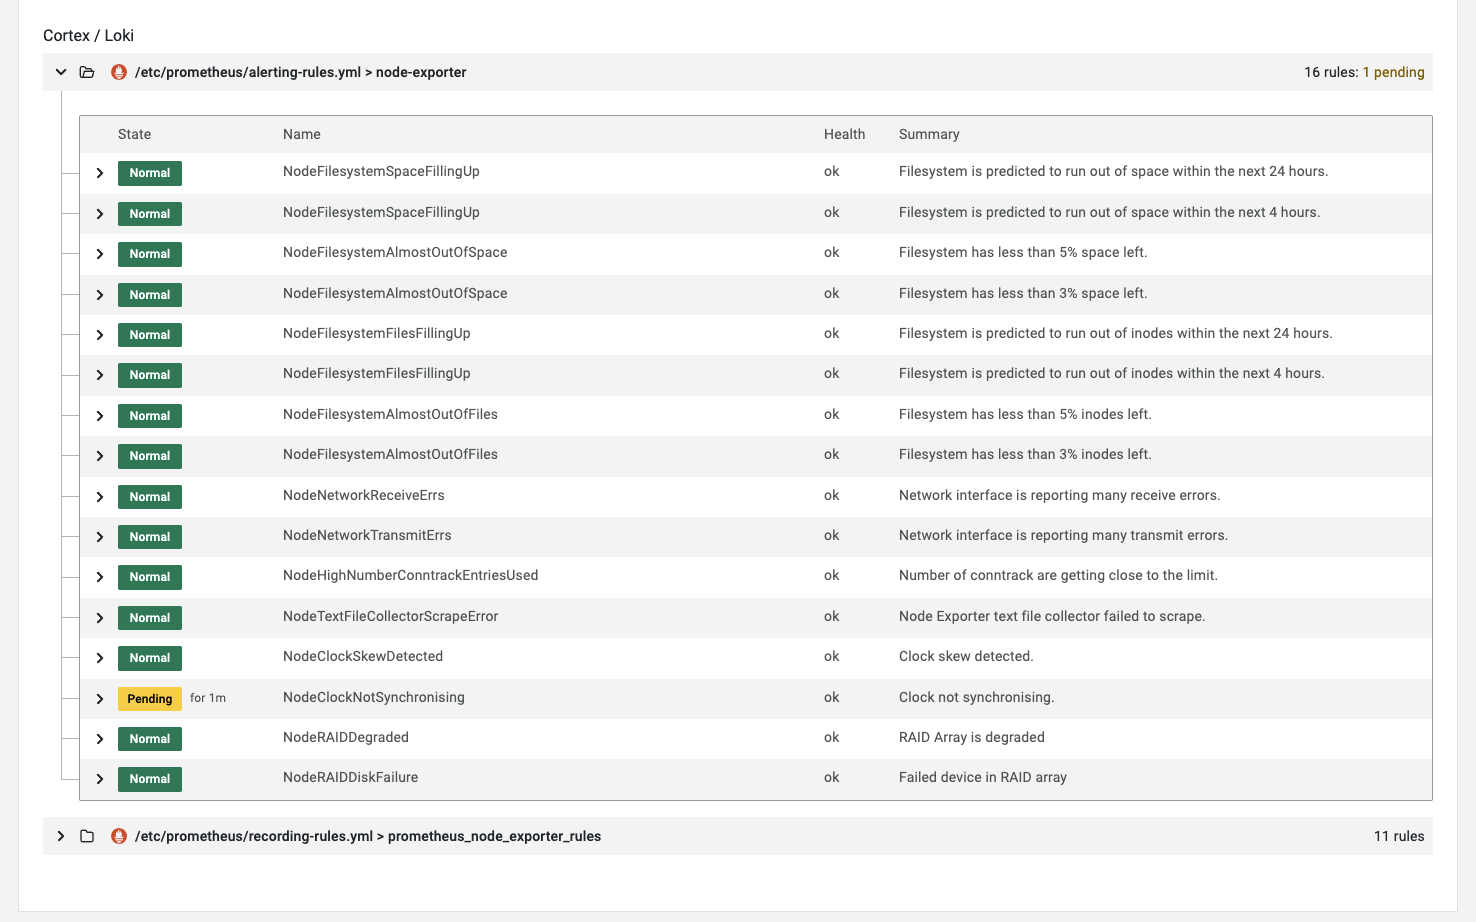 Cortex / Loki
/etc/prometheus/alerting-rules.yml > node-exporter 16 rules: 1 pending
State Name Health Summary
Normal NodeFilesystemSpaceFillingUp ok Filesystem is predicted to run out of space within the next 24 hours.
Normal NodeFilesystemSpaceFillingUp ok Filesystem is predicted to run out of space within the next 4 hours.
Normal NodeFilesystemAlmostOutOfSpace ok Filesystem has less than 5% space left.
Normal NodeFilesystemAlmostOutOfSpace ok Filesystem has less than 3% space left.
Normal NodeFilesystemFilesFillingUp ok Filesystem is predicted to run out of inodes within the next 24 hours.
Normal NodeFilesystemFilesFillingUp ok Filesystem is predicted to run out of inodes within the next 4 hours.
Normal NodeFilesystemAlmostOutOfFiles ok Filesystem has less than 5% inodes left.
Normal NodeFilesystemAlmostOutOfFiles ok Filesystem has less than 3% inodes left.
Normal NodeNetworkReceiveErrs ok Network interface is reporting many receive errors.
Normal NodeNetworkTransmitErrs ok Network interface is reporting many transmit errors.
Normal NodeHighNumberConntrackEntriesUsed ok Number of conntrack are getting close to the limit.
Normal NodeTextFileCollectorScrapeError ok Node Exporter text file collector failed to scrape.
Normal NodeClockSkewDetected ok Clock skew detected.
Pending for 1m NodeClockNotSynchronising ok Clock not synchronising.
Normal NodeRAIDDegraded ok RAID Array is degraded
Normal NodeRAIDDiskFailure ok Failed device in RAID array
/etc/prometheus/recording-rules.yml > prometheus_node_exporter_rules 11 rules